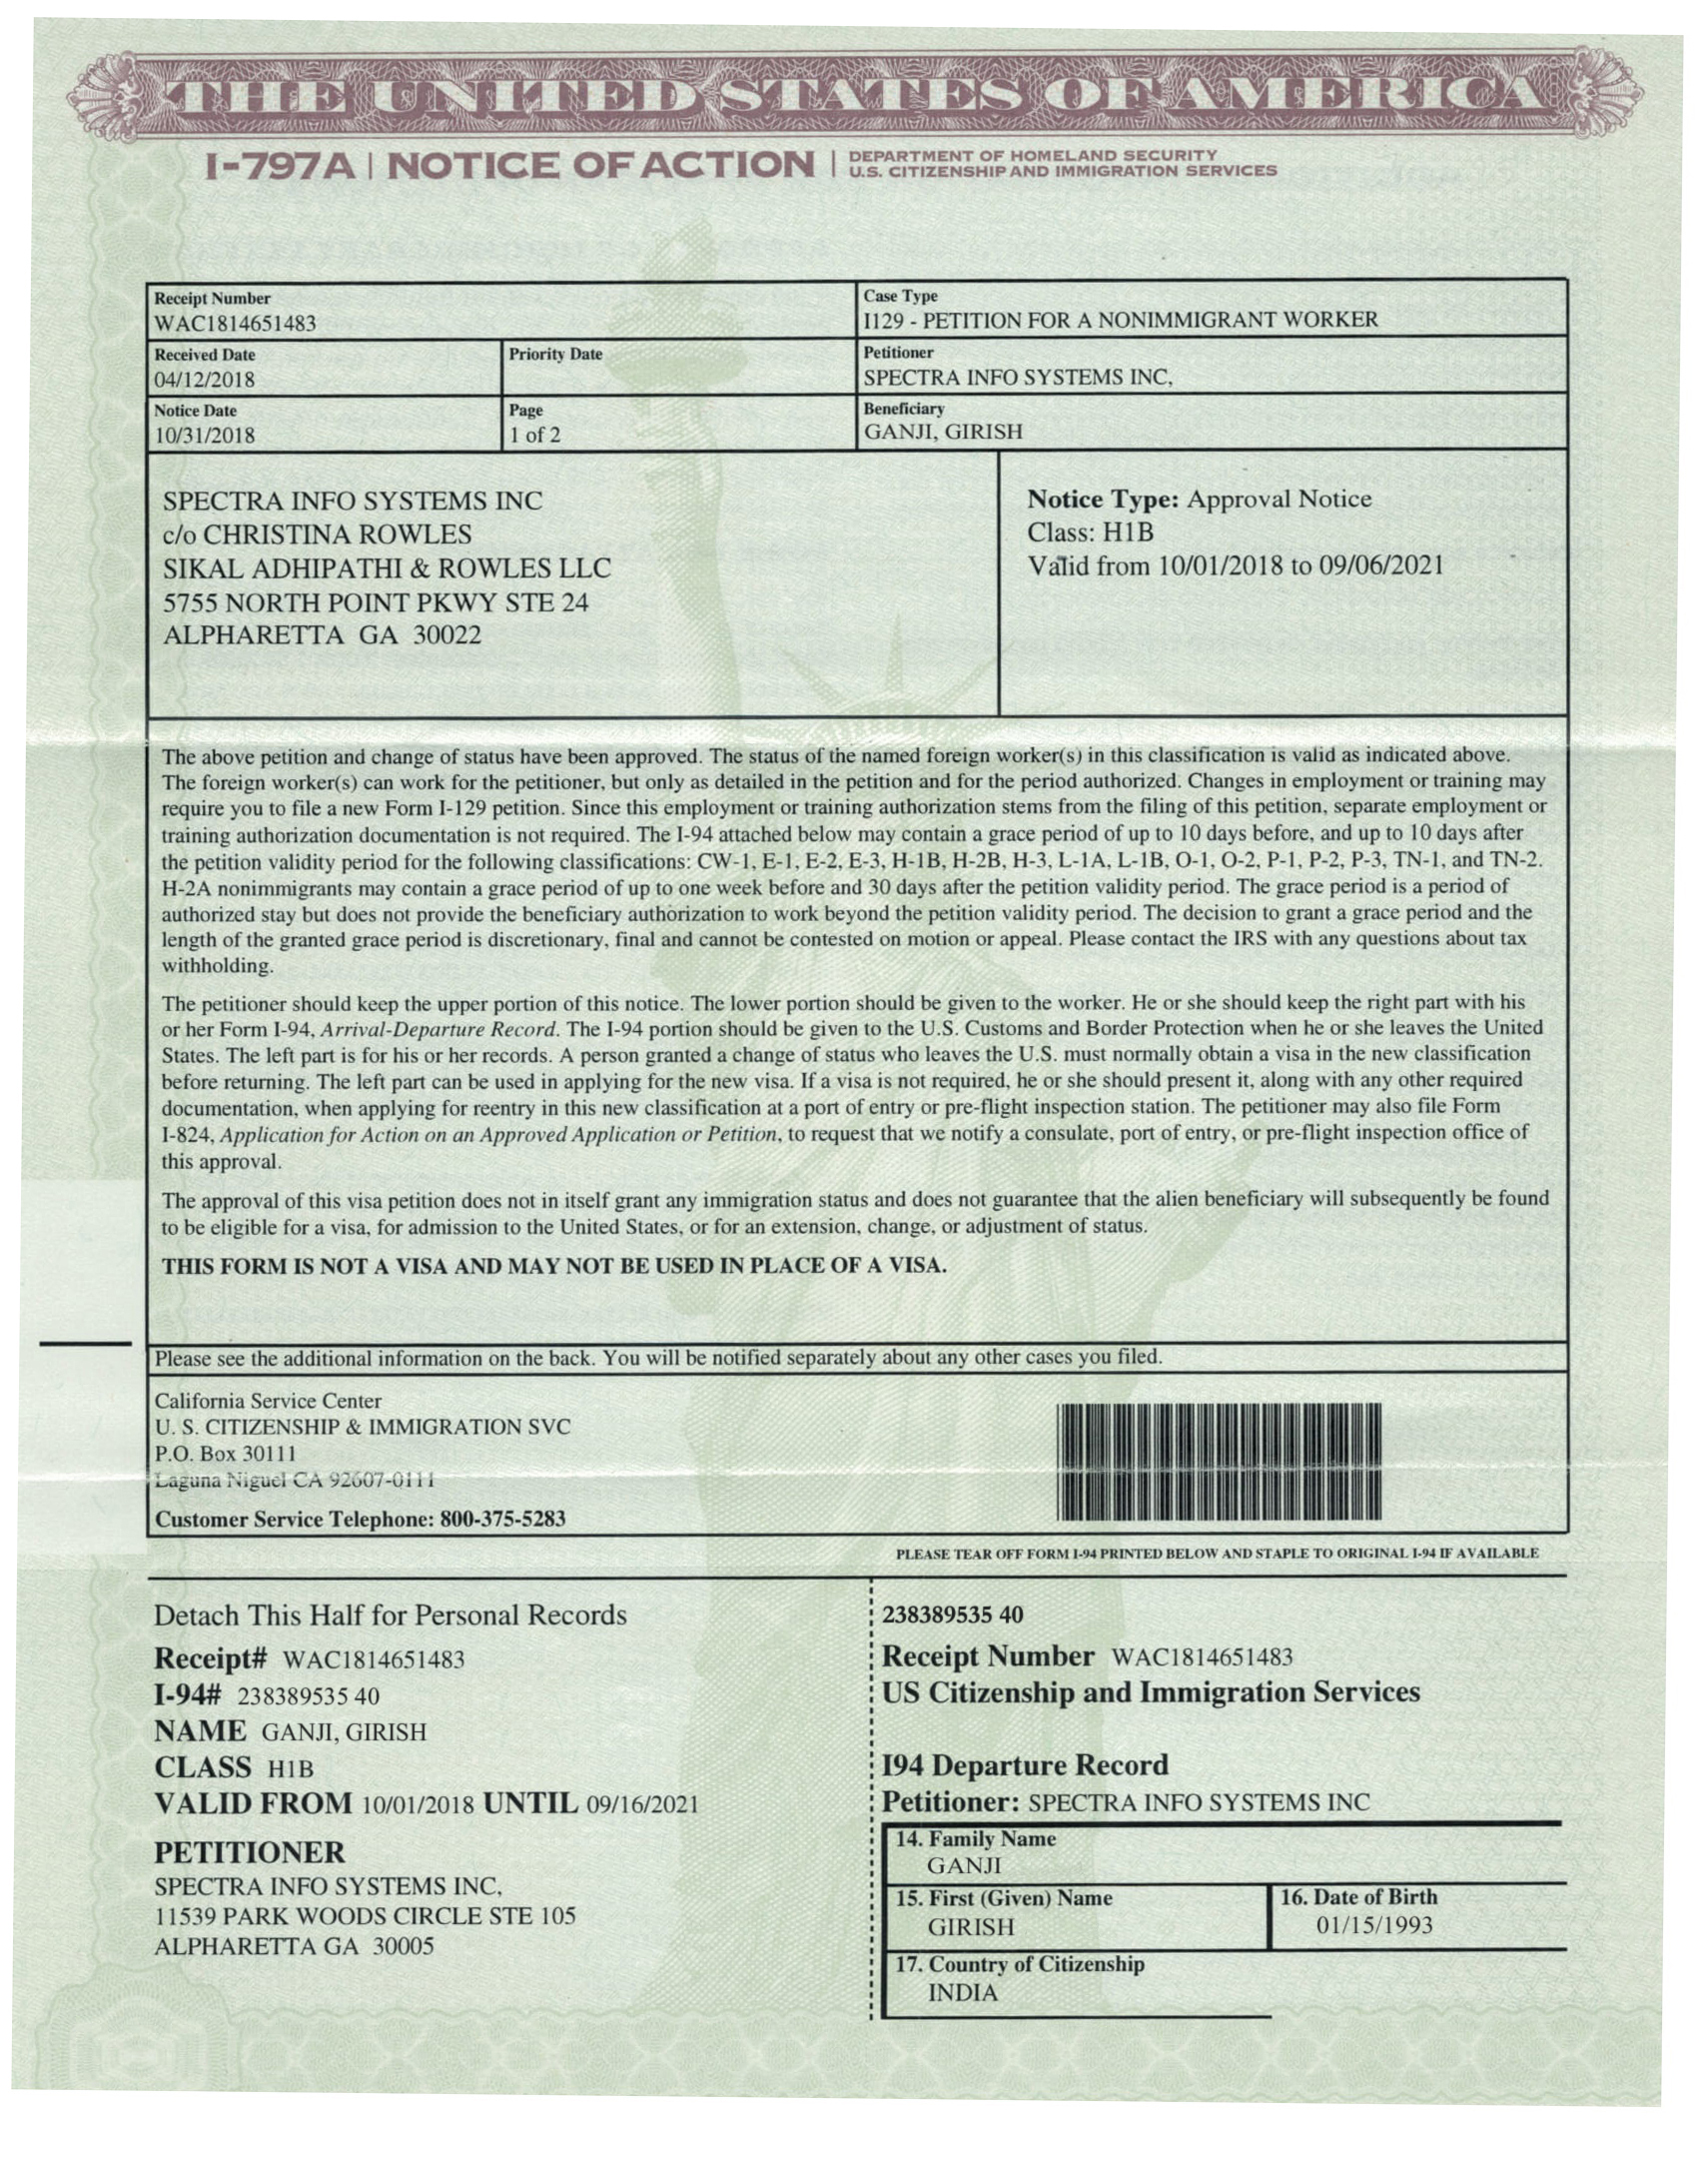 THE UNITED STATES OF AMERICA
I-797A | NOTICE OF ACTION | DEPARTMENT OF HOMELAND SECURITY
U.S. CITIZENSHIP AND IMMIGRATION SERVICES
Receipt Number
WAC1814651483
Case Type
I129 - PETITION FOR A NONIMMIGRANT WORKER
Received Date
04/12/2018
Priority Date
Petitioner
SPECTRA INFO SYSTEMS INC,
Notice Date
10/31/2018
Page
1 of 2
Beneficiary
GANJI, GIRISH
SPECTRA INFO SYSTEMS INC
c/o CHRISTINA ROWLES
SIKAL ADHIPATHI & ROWLES LLC
5755 NORTH POINT PKWY STE 24
ALPHARETTA GA 30022
Notice Type: Approval Notice
Class: H1B
Valid from 10/01/2018 to 09/06/2021
The above petition and change of status have been approved. The status of the named foreign worker(s) in this classification is valid as indicated above.
The foreign worker(s) can work for the petitioner, but only as detailed in the petition and for the period authorized. Changes in employment or training may
require you to file a new Form I-129 petition. Since this employment or training authorization stems from the filing of this petition, separate employment or
training authorization documentation is not required. The I-94 attached below may contain a grace period of up to 10 days before, and up to 10 days after
the petition validity period for the following classifications: CW-1, E-1, E-2, E-3, H-1B, H-2B, H-3, L-1A, L-1B, O-1, O-2, P-1, P-2, P-3, TN-1, and TN-2.
H-2A nonimmigrants may contain a grace period of up to one week before and 30 days after the petition validity period. The grace period is a period of
authorized stay but does not provide the beneficiary authorization to work beyond the petition validity period. The decision to grant a grace period and the
length of the granted grace period is discretionary, final and cannot be contested on motion or appeal. Please contact the IRS with any questions about tax
withholding.
The petitioner should keep the upper portion of this notice. The lower portion should be given to the worker. He or she should keep the right part with his
or her Form I-94, Arrival-Departure Record. The I-94 portion should be given to the U.S. Customs and Border Protection when he or she leaves the United
States. The left part is for his or her records. A person granted a change of status who leaves the U.S. must normally obtain a visa in the new classification
before returning. The left part can be used in applying for the new visa. If a visa is not required, he or she should present it, along with any other required
documentation, when applying for reentry in this new classification at a port of entry or pre-flight inspection station. The petitioner may also file Form
I-824, Application for Action on an Approved Application or Petition, to request that we notify a consulate, port of entry, or pre-flight inspection office of
this approval.
The approval of this visa petition does not in itself grant any immigration status and does not guarantee that the alien beneficiary will subsequently be found
to be eligible for a visa, for admission to the United States, or for an extension, change, or adjustment of status.
THIS FORM IS NOT A VISA AND MAY NOT BE USED IN PLACE OF A VISA.
Please see the additional information on the back. You will be notified separately about any other cases you filed.
California Service Center
U. S. CITIZENSHIP & IMMIGRATION SVC
P.O. Box 30111
Laguna Niguel CA 92607-0111
Customer Service Telephone: 800-375-5283
PLEASE TEAR OFF FORM I-94 PRINTED BELOW AND STAPLE TO ORIGINAL I-94 IF AVAILABLE
Detach This Half for Personal Records
Receipt# WAC1814651483
I-94# 238389535 40
NAME GANJI, GIRISH
CLASS H1B
VALID FROM 10/01/2018 UNTIL 09/16/2021
PETITIONER
SPECTRA INFO SYSTEMS INC,
11539 PARK WOODS CIRCLE STE 105
ALPHARETTA GA 30005
238389535 40
Receipt Number WAC1814651483
US Citizenship and Immigration Services
I94 Departure Record
Petitioner: SPECTRA INFO SYSTEMS INC
14. Family Name
GANJI
15. First (Given) Name
GIRISH
16. Date of Birth
01/15/1993
17. Country of Citizenship
INDIA